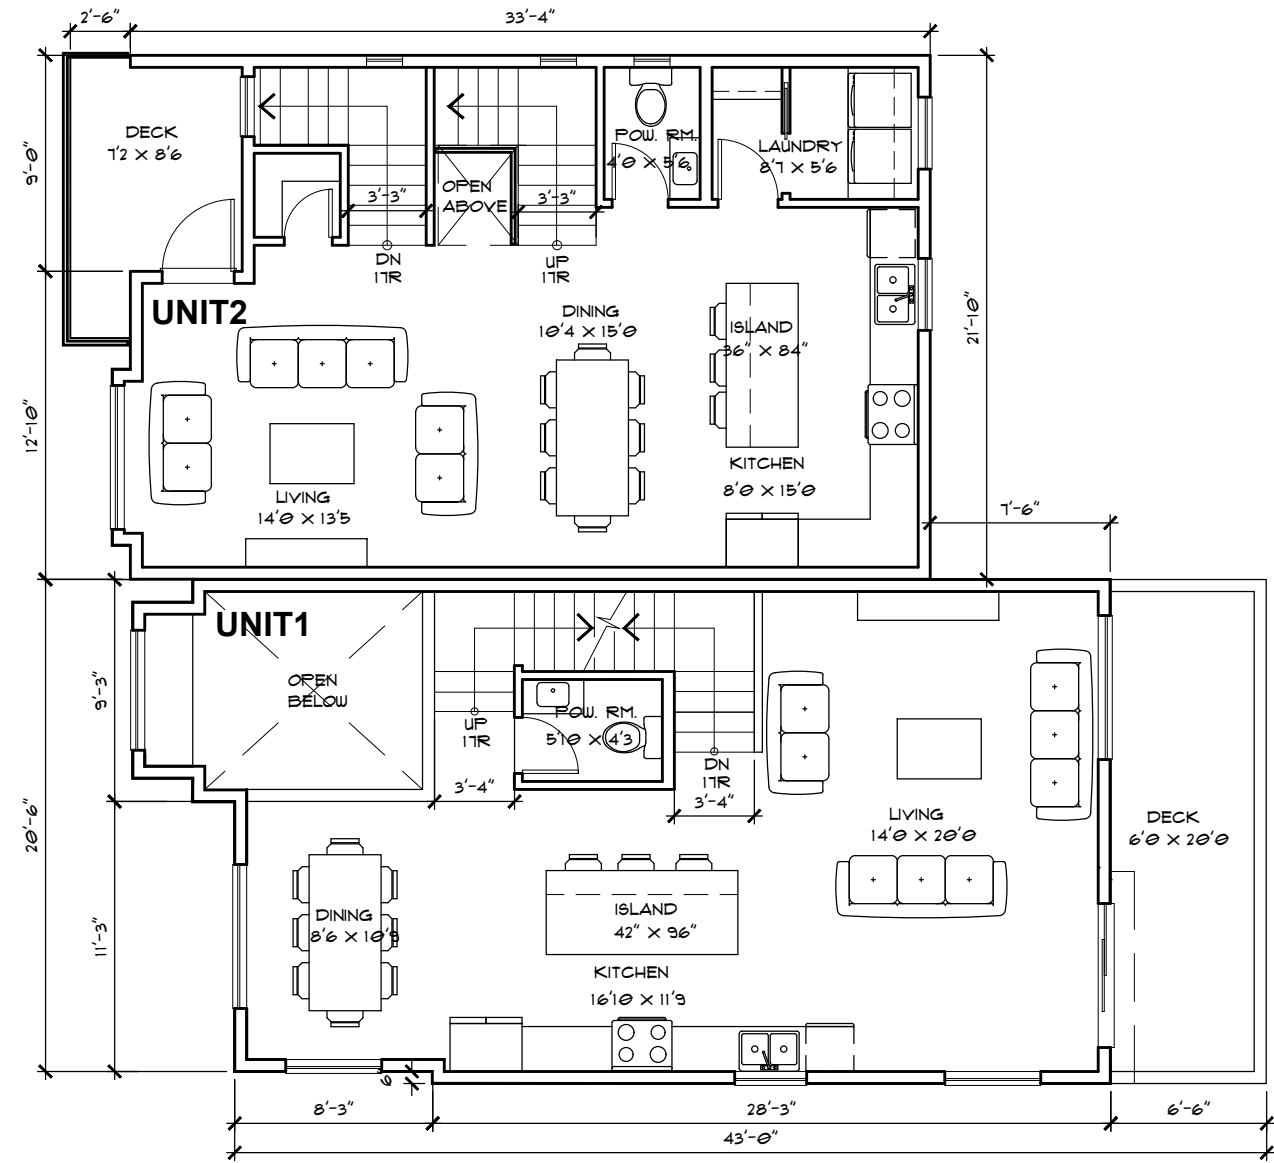 2'-6"
33'-4"
9'-0"
DECK
7'2 X 8'6
POW. RM.
4'0 X 5'6
LAUNDRY
8'7 X 5'6
3'-3"
OPEN
ABOVE
3'-3"
DN
17R
UP
17R
UNIT2
DINING
10'4 X 15'0
ISLAND
36" X 84"
21'-10"
12'-10"
KITCHEN
8'0 X 15'0
LIVING
14'0 X 13'5
7'-6"
UNIT1
OPEN
BELOW
9'-3"
POW. RM.
5'10 X 4'3
UP
17R
DN
17R
3'-4"
3'-4"
20'-6"
LIVING
14'0 X 20'0
DECK
6'0 X 20'0
DINING
8'6 X 10'9
ISLAND
42" X 96"
11'-3"
KITCHEN
16'10 X 11'9
6
8'-3"
28'-3"
6'-6"
43'-0"